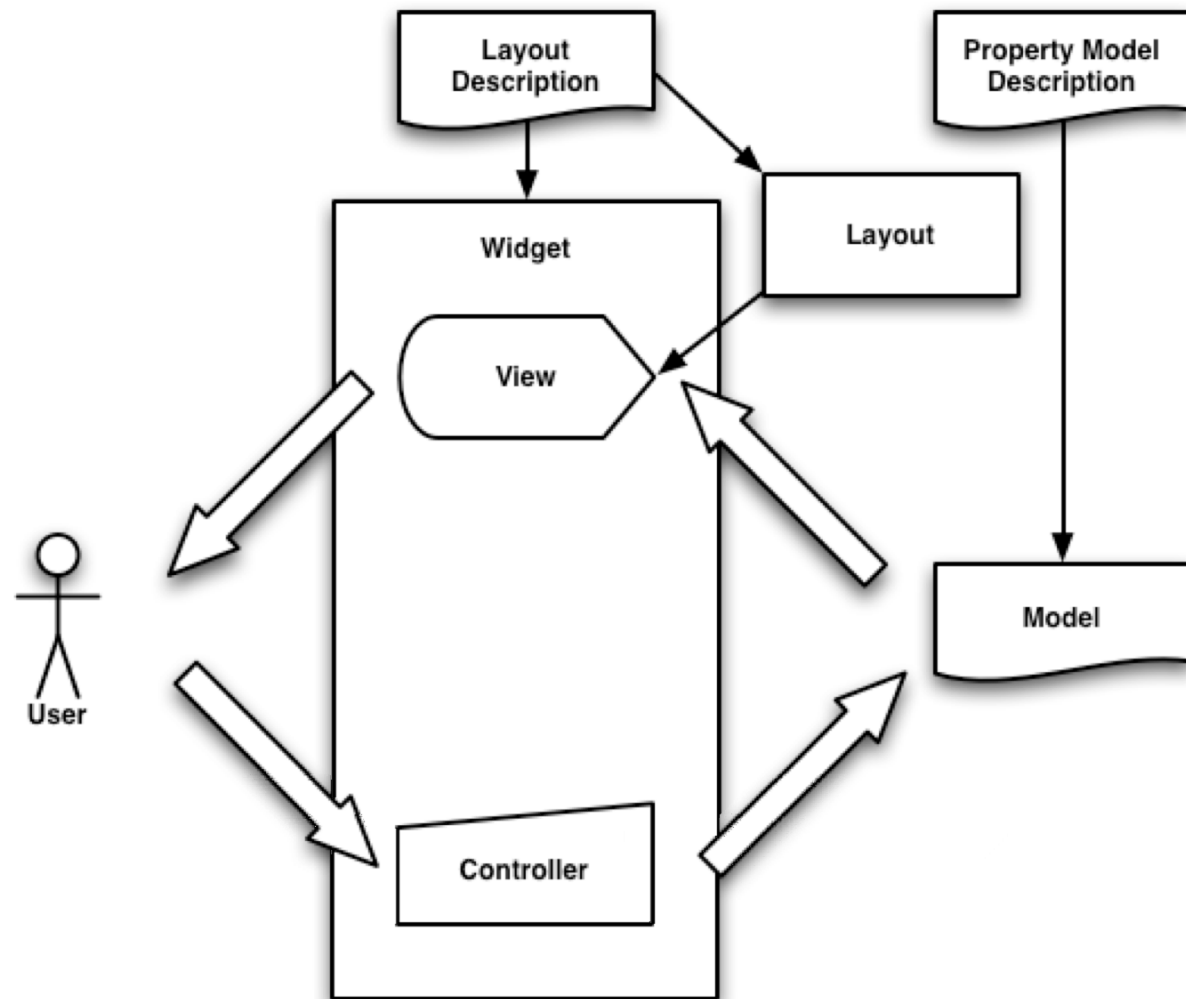 Layout
Description
Property Model
Description
Layout
Widget
View
Model
User
Controller